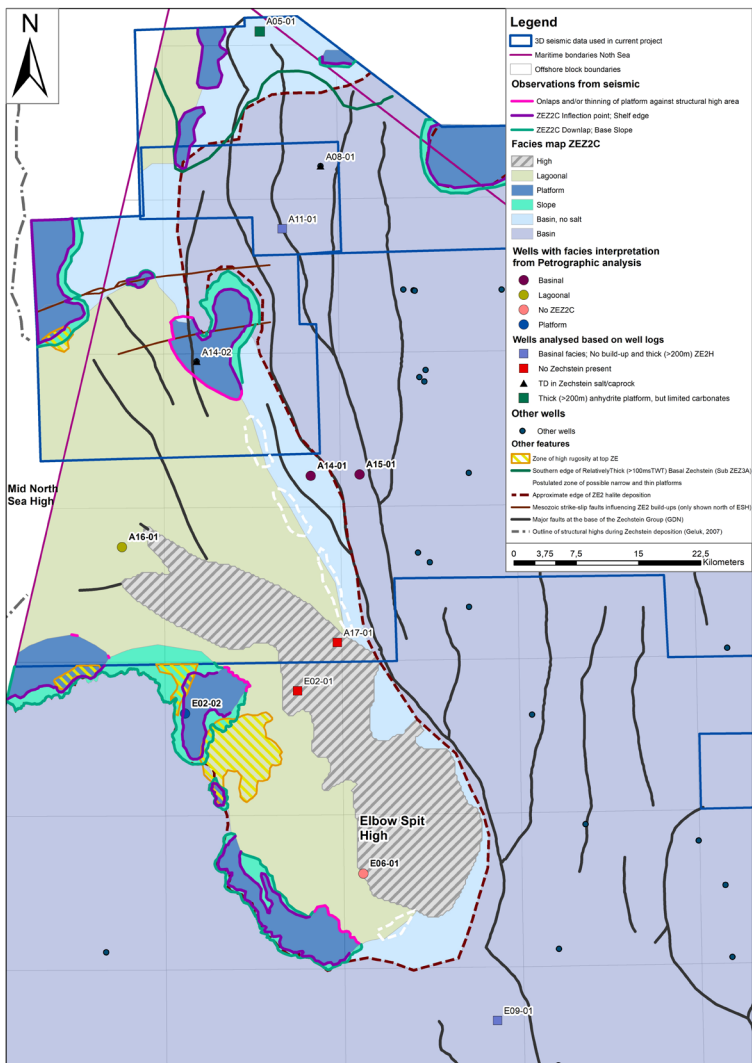 N
A05-01
A08-01
A11-01
A14-02
A14-01
A15-01
Mid North
Sea High
A16-01
A17-01
E02-01
E02-02
Elbow Spit
High
E06-01
E09-01
Legend
3D seismic data used in current project
Maritime bondaries Noth Sea
Offshore block boundaries
Observations from seismic
Onlaps and/or thinning of platform against structural high area
ZEZ2C Inflection point; Shelf edge
ZEZ2C Downlap; Base Slope
Facies map ZEZ2C
High
Lagoonal
Platform
Slope
Basin, no salt
Basin
Wells with facies interpretation
from Petrographic analysis
Basinal
Lagoonal
No ZEZ2C
Platform
Wells analysed based on well logs
Basinal facies; No build-up and thick (>200m) ZE2H
No Zechstein present
TD in Zechstein salt/caprock
Thick (>200m) anhydrite platform, but limited carbonates
Other wells
Other wells
Other features
Zone of high rugosity at top ZE
Southern edge of RelativelyThick (>100msTWT) Basal Zechstein (Sub ZEZ3A)
Postulated zone of possible narrow and thin platforms
Approximate edge of ZE2 halite deposition
Mesozoic strike-slip faults influencing ZE2 build-ups (only shown north of ESH)
Major faults at the base of the Zechstein Group (GDN)
Outline of structural highs during Zechstein deposition (Geluk, 2007)
0 3,75 7,5 15 22,5
Kilometers